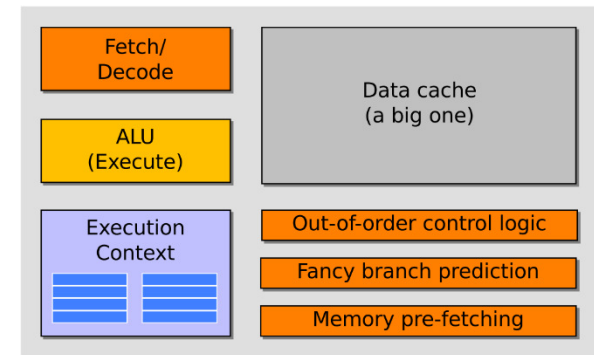 Fetch/
Decode
ALU
(Execute)
Execution
Context
Data cache
(a big one)
Out-of-order control logic
Fancy branch prediction
Memory pre-fetching